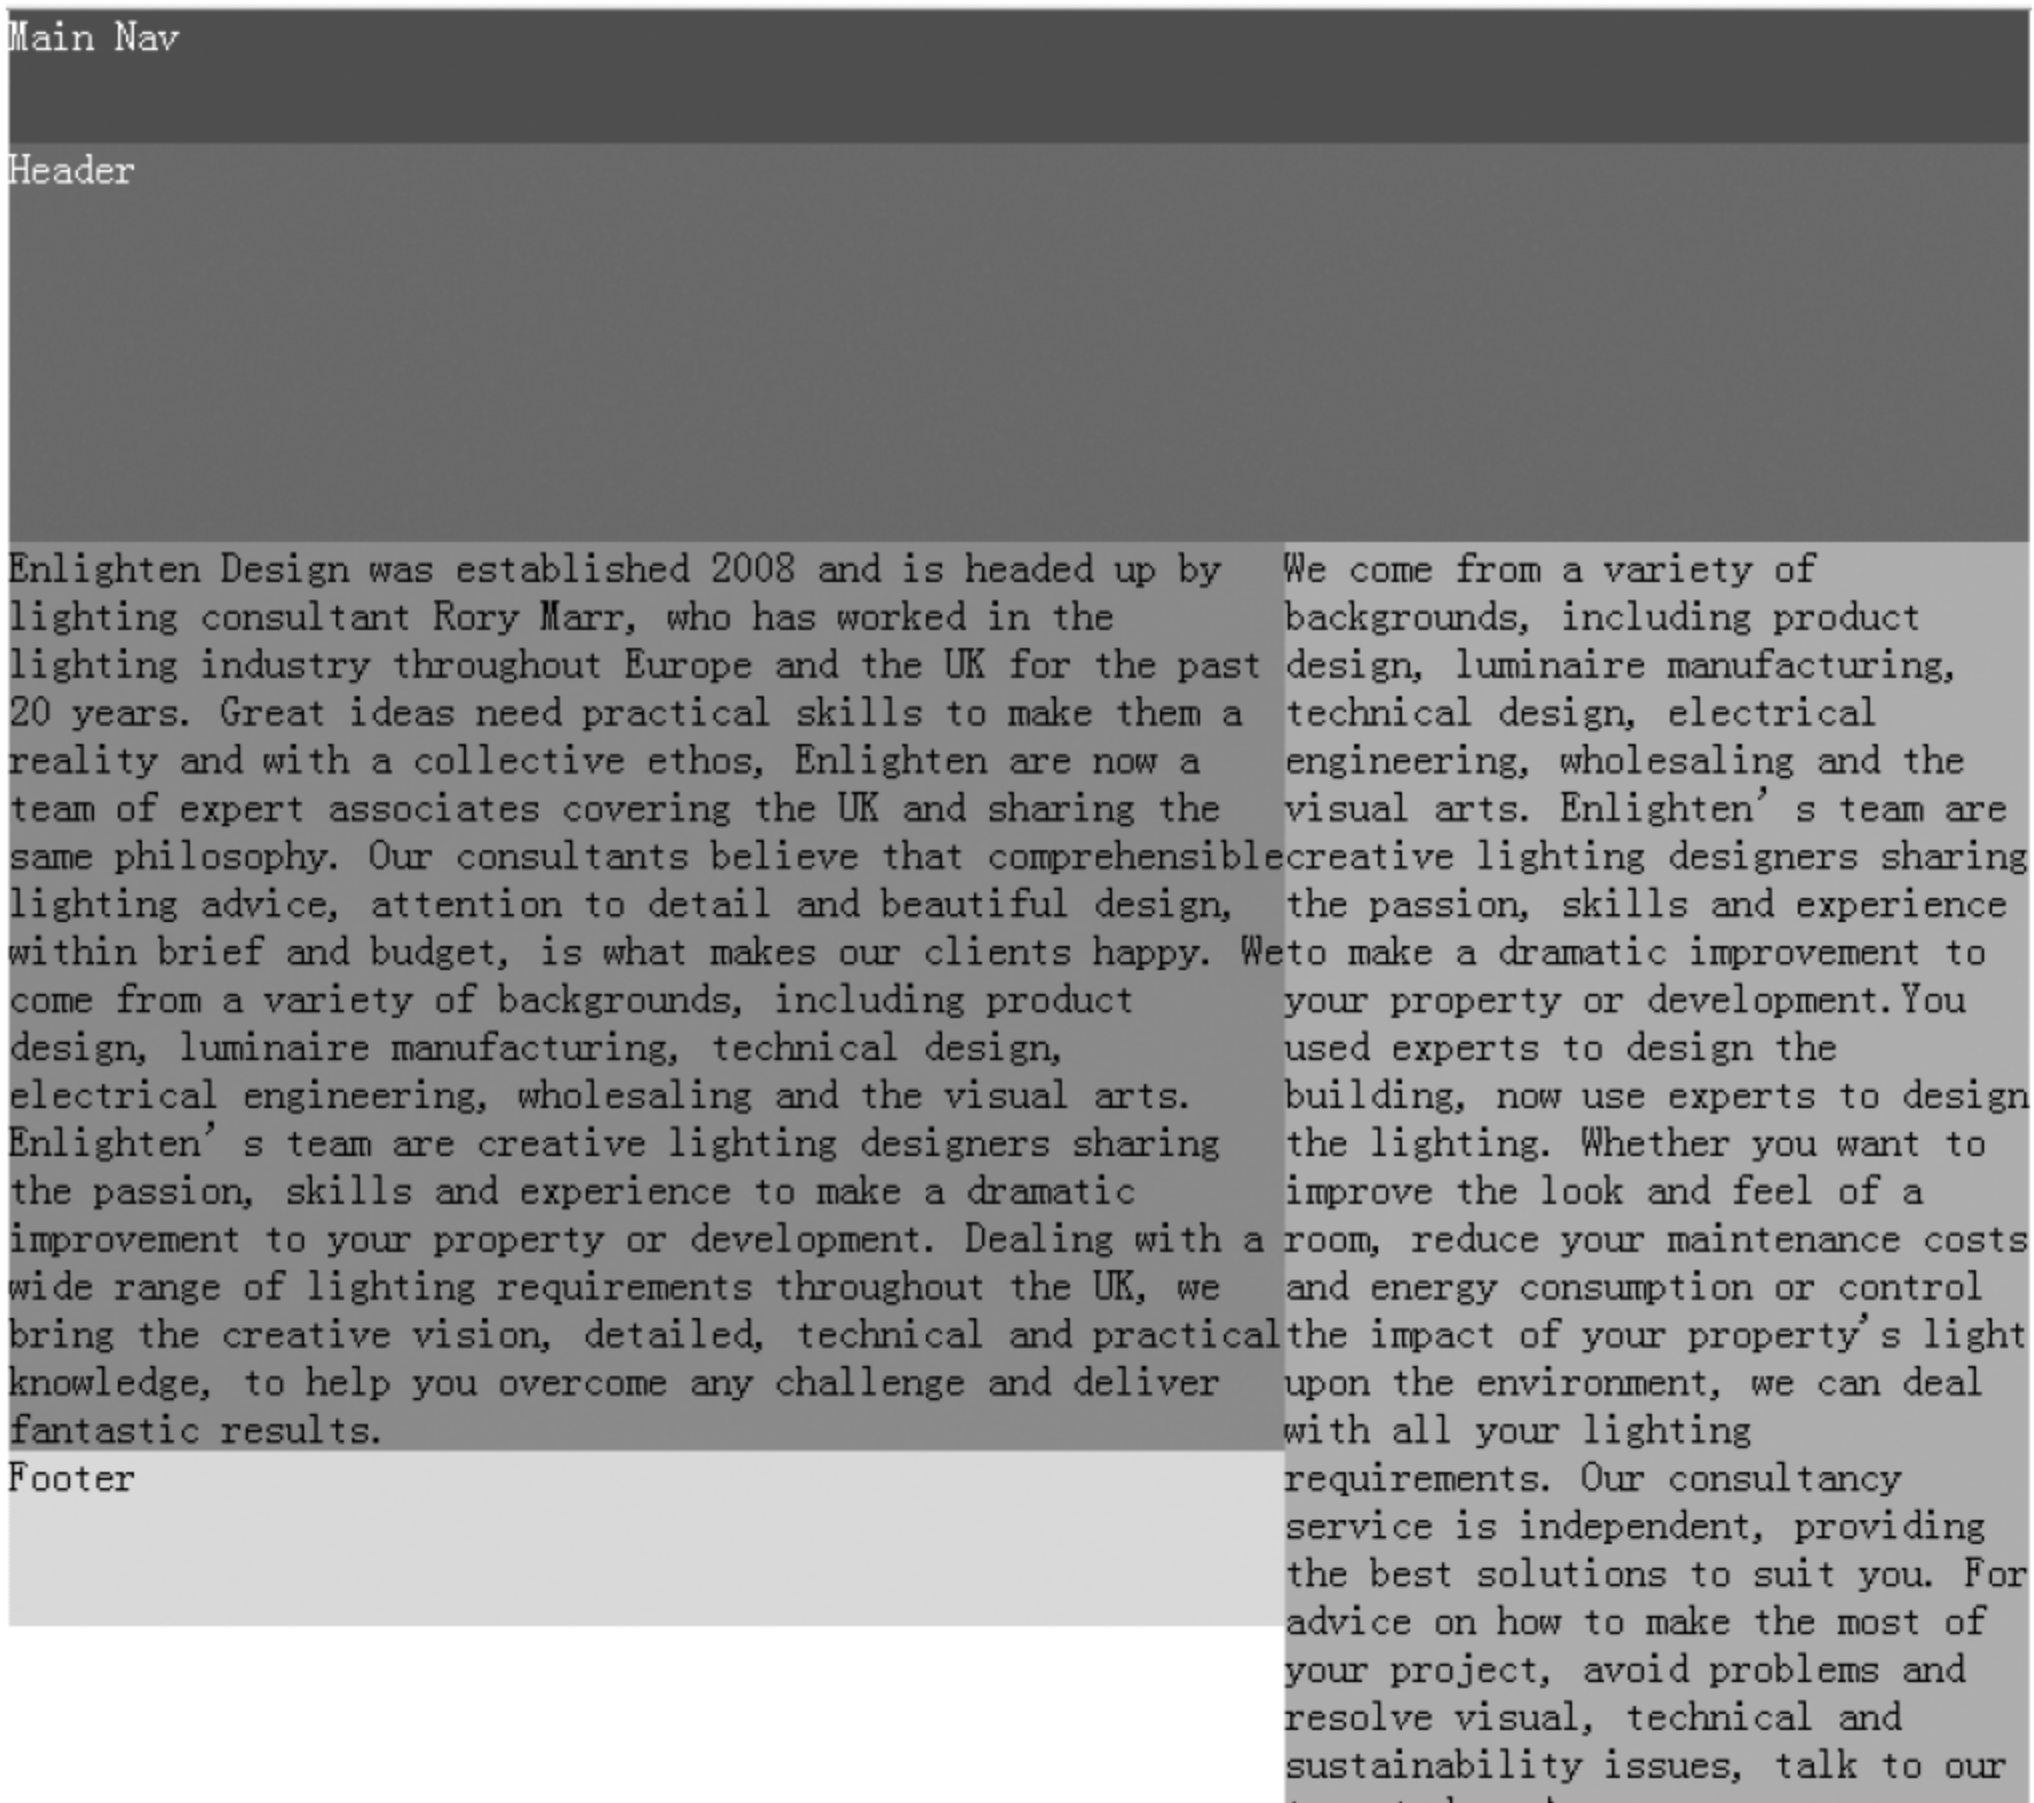 Main Nav
Header
Enlighten Design was established 2008 and is headed up by
lighting consultant Rory Marr, who has worked in the
lighting industry throughout Europe and the UK for the past
20 years. Great ideas need practical skills to make them a
reality and with a collective ethos, Enlighten are now a
team of expert associates covering the UK and sharing the
same philosophy. Our consultants believe that comprehensible
lighting advice, attention to detail and beautiful design,
within brief and budget, is what makes our clients happy. We
come from a variety of backgrounds, including product
design, luminaire manufacturing, technical design,
electrical engineering, wholesaling and the visual arts.
Enlighten’s team are creative lighting designers sharing
the passion, skills and experience to make a dramatic
improvement to your property or development. Dealing with a
wide range of lighting requirements throughout the UK, we
bring the creative vision, detailed, technical and practical
knowledge, to help you overcome any challenge and deliver
fantastic results.
Footer
We come from a variety of
backgrounds, including product
design, luminaire manufacturing,
technical design, electrical
engineering, wholesaling and the
visual arts. Enlighten’s team are
creative lighting designers sharing
the passion, skills and experience
to make a dramatic improvement to
your property or development.You
used experts to design the
building, now use experts to design
the lighting. Whether you want to
improve the look and feel of a
room, reduce your maintenance costs
and energy consumption or control
the impact of your property’s light
upon the environment, we can deal
with all your lighting
requirements. Our consultancy
service is independent, providing
the best solutions to suit you. For
advice on how to make the most of
your project, avoid problems and
resolve visual, technical and
sustainability issues, talk to our